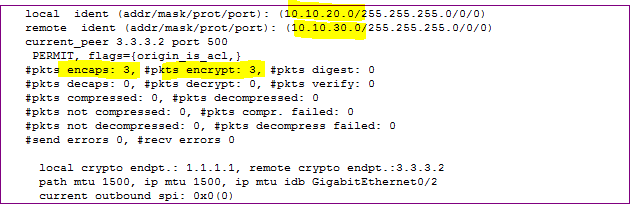 local  ident (addr/mask/prot/port): (10.10.20.0/255.255.255.0/0/0)
remote  ident (addr/mask/prot/port): (10.10.30.0/255.255.255.0/0/0)
current_peer 3.3.3.2 port 500
PERMIT, flags={origin_is_acl,}
#pkts encaps: 3, #pkts encrypt: 3, #pkts digest: 0
#pkts decaps: 0, #pkts decrypt: 0, #pkts verify: 0
#pkts compressed: 0, #pkts decompressed: 0
#pkts not compressed: 0, #pkts compr. failed: 0
#pkts not decompressed: 0, #pkts decompress failed: 0
#send errors 0, #recv errors 0
local crypto endpt.: 1.1.1.1, remote crypto endpt.:3.3.3.2
path mtu 1500, ip mtu 1500, ip mtu idb GigabitEthernet0/2
current outbound spi: 0x0(0)